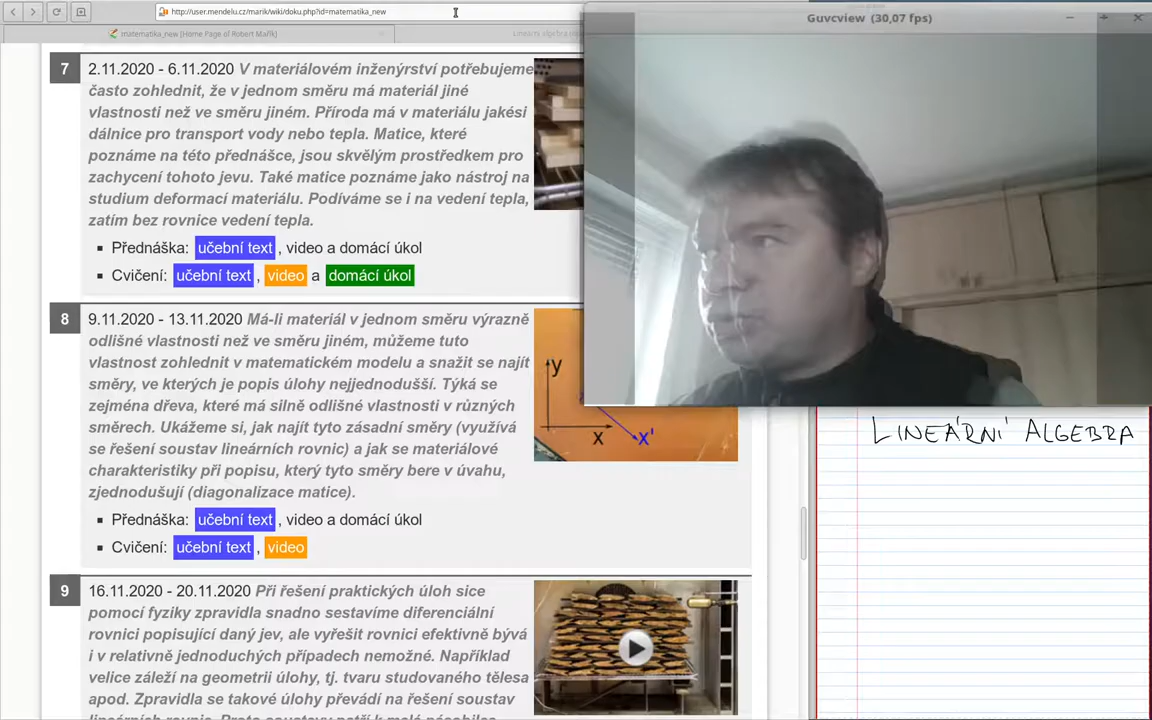 http://user.mendelu.cz/marik/wiki/doku.php?id=matematika_new
Guvcview (30,07 fps)
matematika_new [Home Page of Robert Mařík]
7
2.11.2020 - 6.11.2020 V materiálovém inženýrství potřebujeme
často zohlednit, že v jednom směru má materiál jiné
vlastnosti než ve směru jiném. Příroda má v materiálu jakési
dálnice pro transport vody nebo tepla. Matice, které
poznáme na této přednášce, jsou skvělým prostředkem pro
zachycení tohoto jevu. Také matice poznáme jako nástroj na
studium deformací materiálu. Podíváme se i na vedení tepla,
zatím bez rovnice vedení tepla.
▪ Přednáška: učební text , video a domácí úkol
▪ Cvičení: učební text , video a domácí úkol
8
9.11.2020 - 13.11.2020 Má-li materiál v jednom směru výrazně
odlišné vlastnosti než ve směru jiném, můžeme tuto
vlastnost zohlednit v matematickém modelu a snažit se najít
směry, ve kterých je popis úlohy nejjednodušší. Týká se
zejména dřeva, které má silně odlišné vlastnosti v různých
směrech. Ukážeme si, jak najít tyto zásadní směry (využívá
se řešení soustav lineárních rovnic) a jak se materiálové
charakteristiky při popisu, který tyto směry bere v úvahu,
zjednodušují (diagonalizace matice).
▪ Přednáška: učební text , video a domácí úkol
▪ Cvičení: učební text , video
y
x
x'
LINEÁRNÍ ALGEBRA
9
16.11.2020 - 20.11.2020 Při řešení praktických úloh sice
pomocí fyziky zpravidla snadno sestavíme diferenciální
rovnici popisující daný jev, ale vyřešit rovnici efektivně bývá
i v relativně jednoduchých případech nemožné. Například
velice záleží na geometrii úlohy, tj. tvaru studovaného tělesa
apod. Zpravidla se takové úlohy převádí na řešení soustav